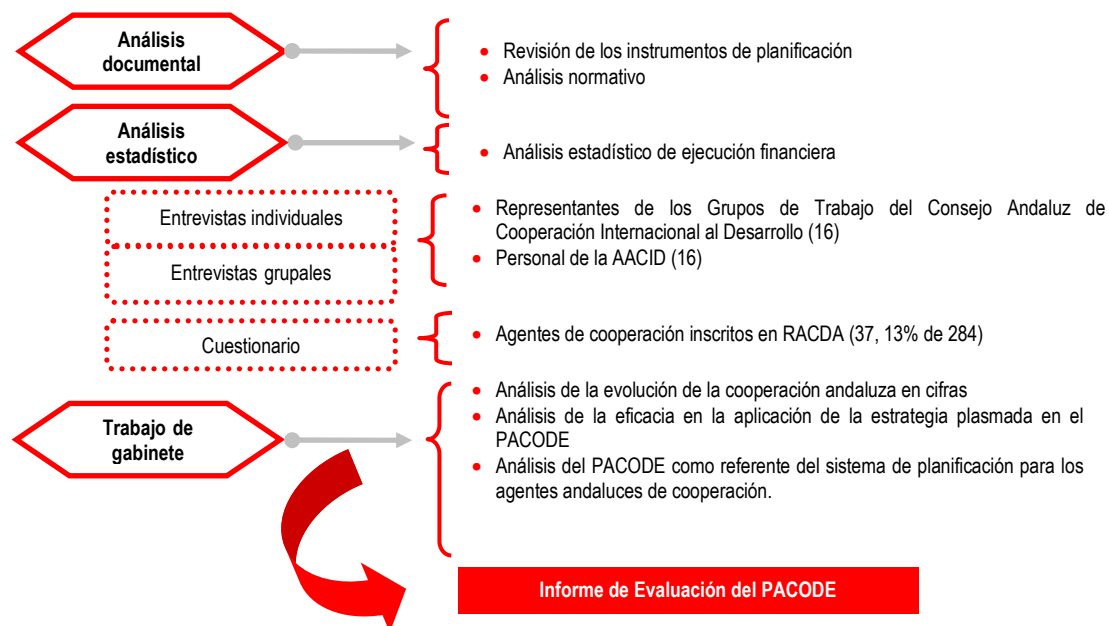 Análisis
documental
• Revisión de los instrumentos de planificación
• Análisis normativo
Análisis
estadístico
• Análisis estadístico de ejecución financiera
Entrevistas individuales
Entrevistas grupales
• Representantes de los Grupos de Trabajo del Consejo Andaluz de
Cooperación Internacional al Desarrollo (16)
• Personal de la AACID (16)
Cuestionario
• Agentes de cooperación inscritos en RACDA (37, 13% de 284)
Trabajo de
gabinete
• Análisis de la evolución de la cooperación andaluza en cifras
• Análisis de la eficacia en la aplicación de la estrategia plasmada en el
PACODE
• Análisis del PACODE como referente del sistema de planificación para los
agentes andaluces de cooperación.
Informe de Evaluación del PACODE